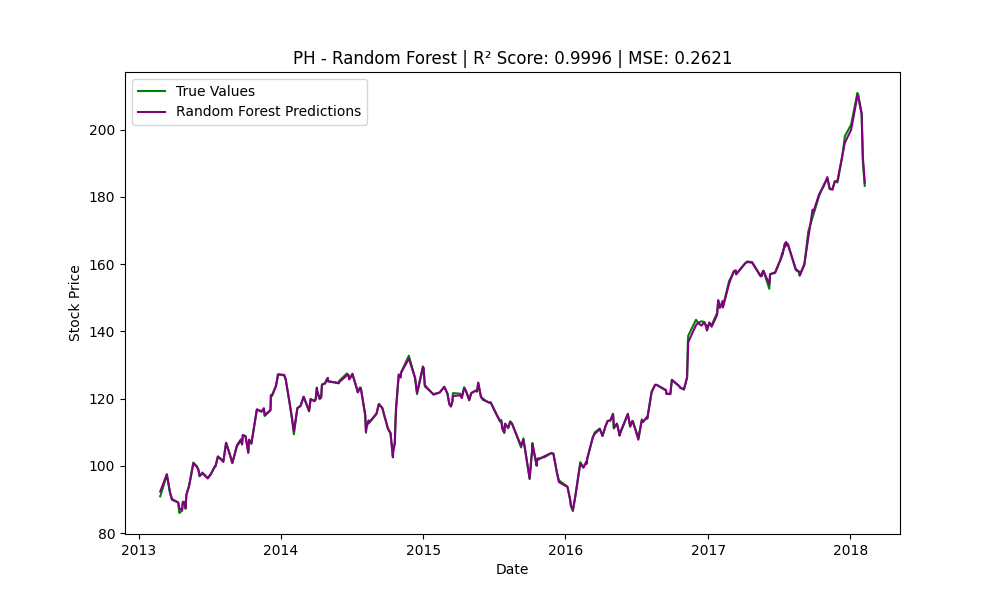 PH - Random Forest | R² Score: 0.9996 | MSE: 0.2621
True Values
Random Forest Predictions
Stock Price
200
180
160
140
120
100
80
2013 2014 2015 2016 2017 2018
Date